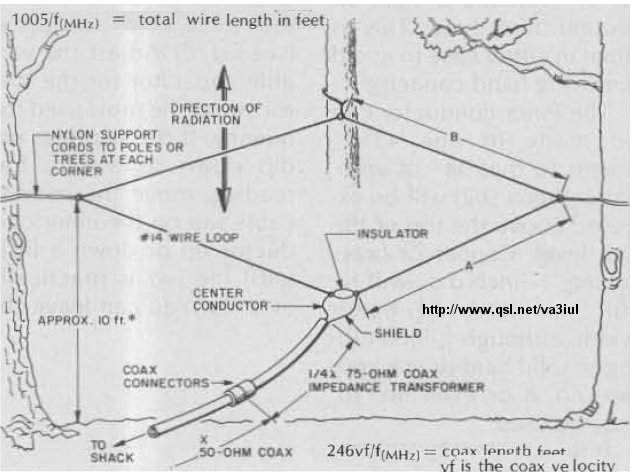 1005/f(MHz) = total wire length in feet
DIRECTION OF
RADIATION
B
NYLON SUPPORT
CORDS TO POLES OR
TREES AT EACH
CORNER
#14 WIRE LOOP
INSULATOR
A
CENTER
CONDUCTOR
http://www.qsl.net/va3iul
APPROX. 10 ft.*
SHIELD
COAX
CONNECTORS
1/4λ 75-OHM COAX
IMPEDANCE TRANSFORMER
TO
SHACK
X
50-OHM COAX
246vf/f(MHz) = coax length feet
vf is the coax velocity